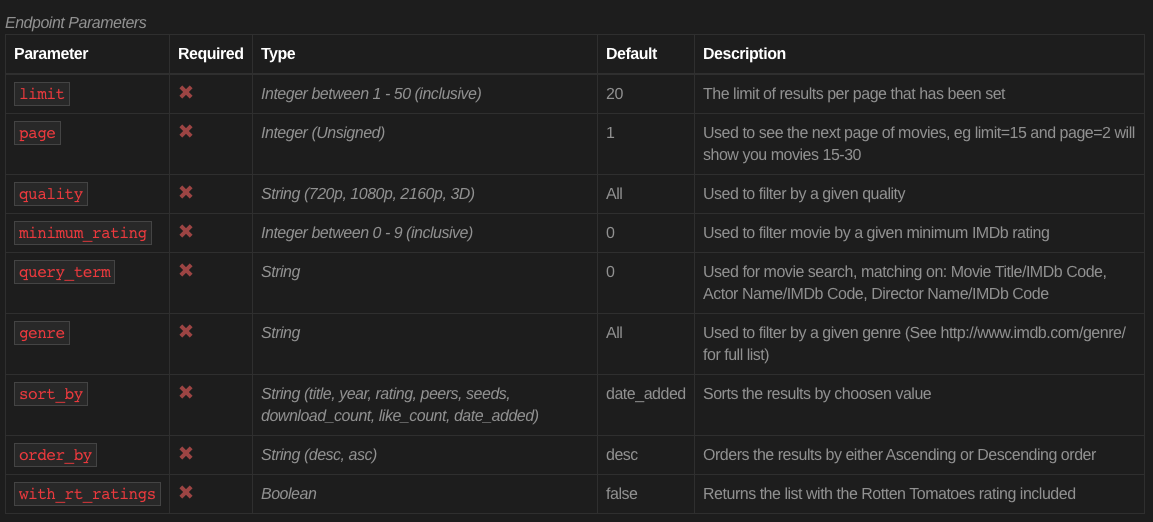 Endpoint Parameters
Parameter Required Type Default Description
limit ✖ Integer between 1 - 50 (inclusive) 20 The limit of results per page that has been set
page ✖ Integer (Unsigned) 1 Used to see the next page of movies, eg limit=15 and page=2 will
show you movies 15-30
quality ✖ String (720p, 1080p, 2160p, 3D) All Used to filter by a given quality
minimum_rating ✖ Integer between 0 - 9 (inclusive) 0 Used to filter movie by a given minimum IMDb rating
query_term ✖ String 0 Used for movie search, matching on: Movie Title/IMDb Code,
Actor Name/IMDb Code, Director Name/IMDb Code
genre ✖ String All Used to filter by a given genre (See http://www.imdb.com/genre/
for full list)
sort_by ✖ String (title, year, rating, peers, seeds, date_added Sorts the results by choosen value
download_count, like_count, date_added)
order_by ✖ String (desc, asc) desc Orders the results by either Ascending or Descending order
with_rt_ratings ✖ Boolean false Returns the list with the Rotten Tomatoes rating included